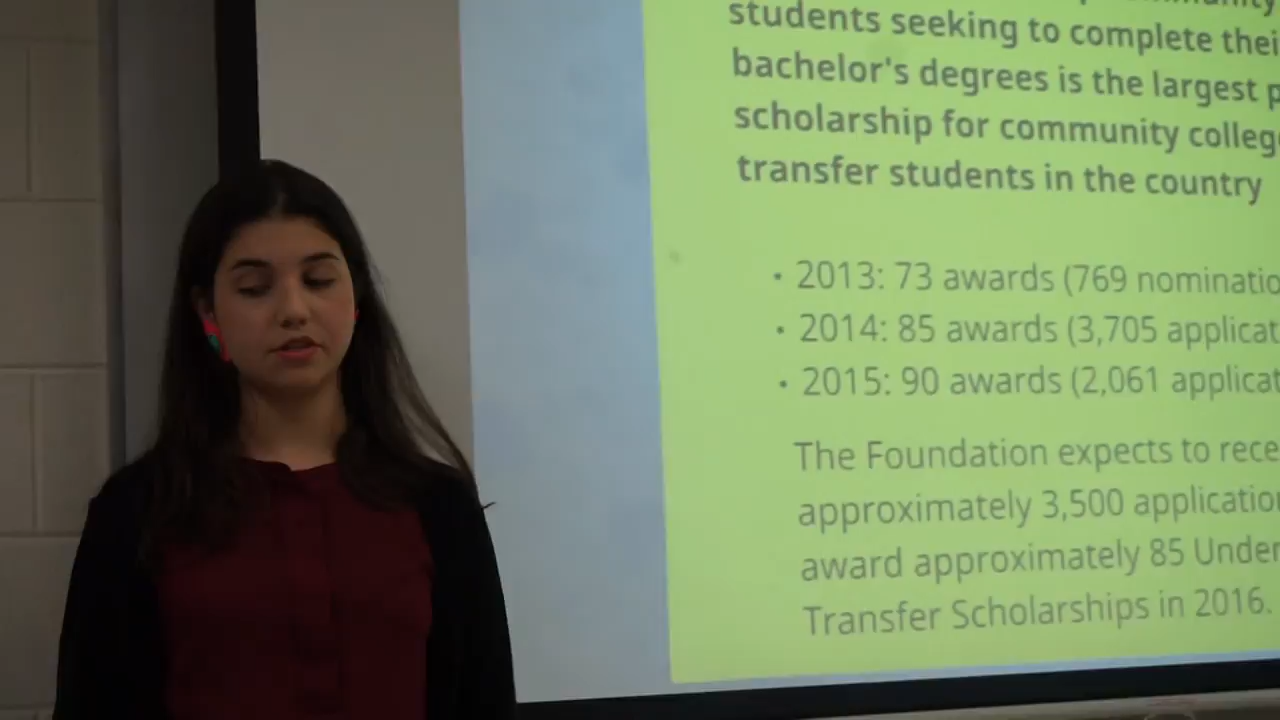 students seeking to complete thei
bachelor's degrees is the largest p
scholarship for community colleg
transfer students in the country
• 2013: 73 awards (769 nominatio
• 2014: 85 awards (3,705 applicat
• 2015: 90 awards (2,061 applicat
The Foundation expects to rece
approximately 3,500 applicatio
award approximately 85 Under
Transfer Scholarships in 2016.